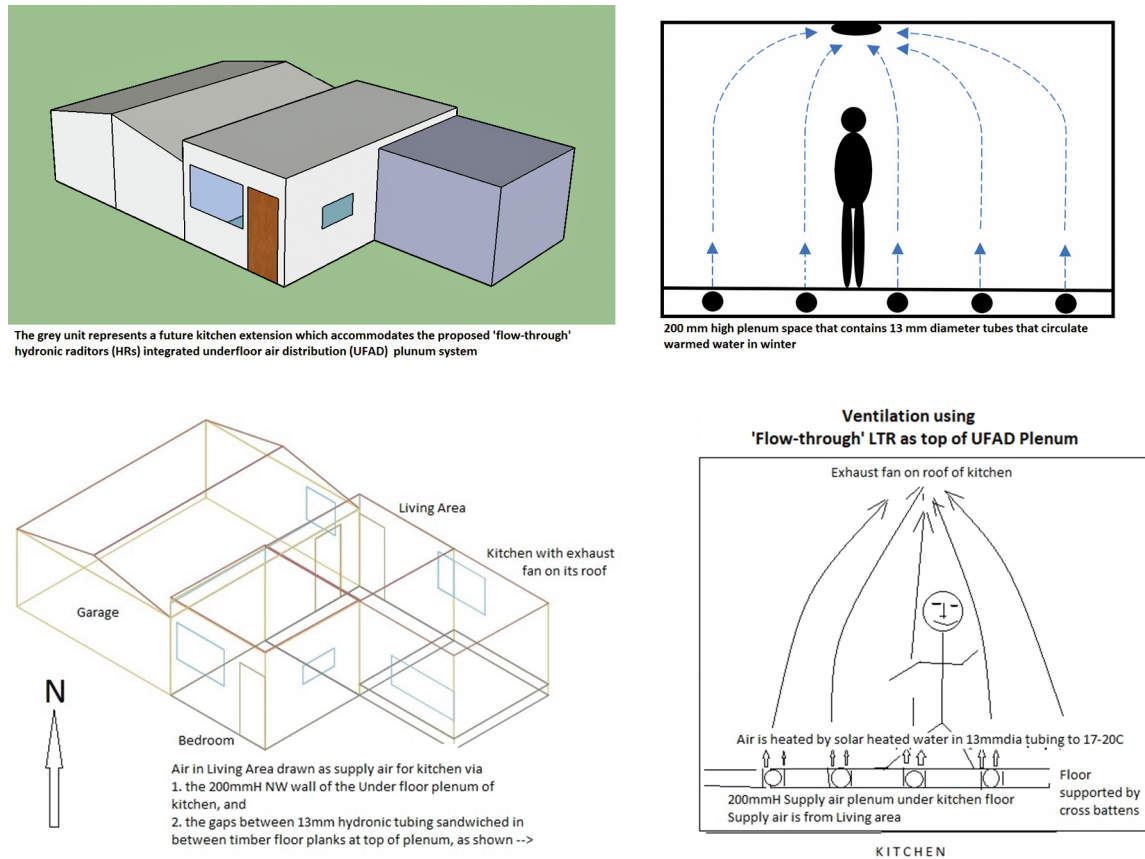 The grey unit represents a future kitchen extension which accommodates the proposed 'flow-through'
hydronic raditors (HRs) integrated underfloor air distribution (UFAD)  plunum system
200 mm high plenum space that contains 13 mm diameter tubes that circulate
warmed water in winter
Living Area
Kitchen with exhaust
fan on its roof
Garage
N
Bedroom
Air in Living Area drawn as supply air for kitchen via
1. the 200mmH NW wall of the Under floor plenum of
kitchen, and
2. the gaps between 13mm hydronic tubing sandwiched in
between timber floor planks at top of plenum, as shown -->
Ventilation using
'Flow-through' LTR as top of UFAD Plenum
Exhaust fan on roof of kitchen
Air is heated by solar heated water in 13mmdia tubing to 17-20C
200mmH Supply air plenum under kitchen floor
Supply air is from Living area
Floor
supported by
cross battens
KITCHEN